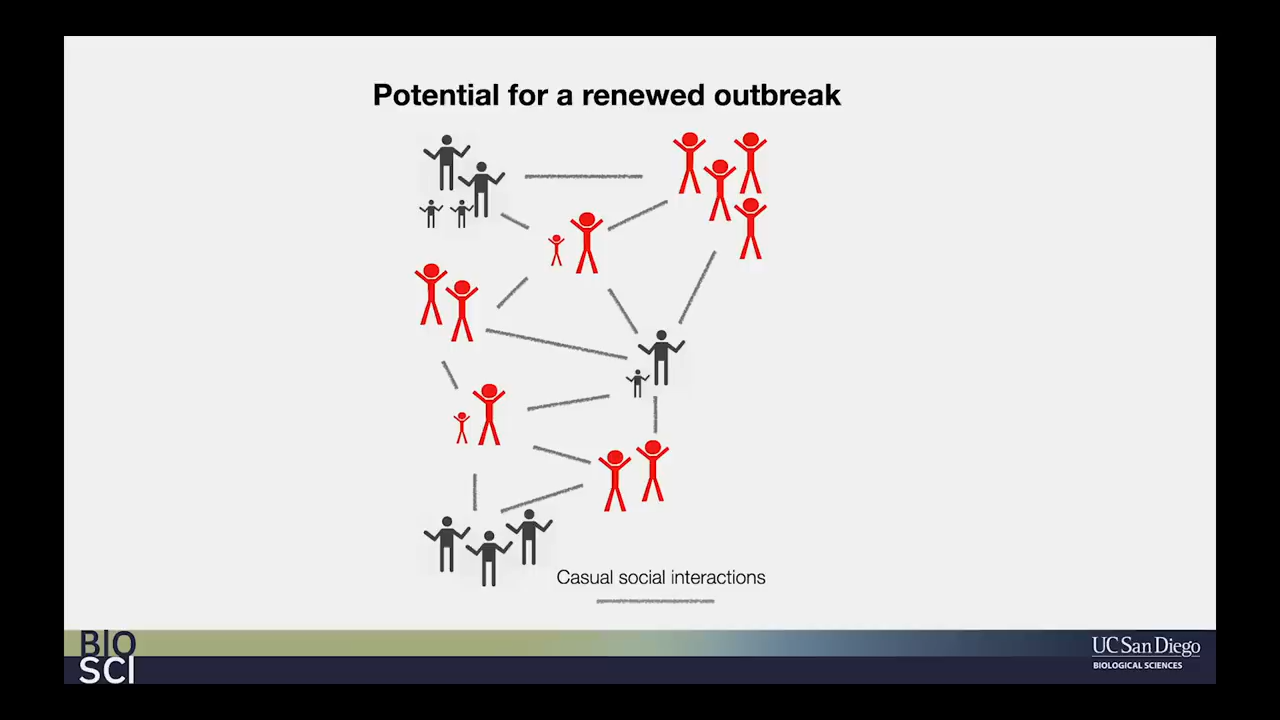 Potential for a renewed outbreak
Casual social interactions
BIO
SCI
UC San Diego
BIOLOGICAL SCIENCES